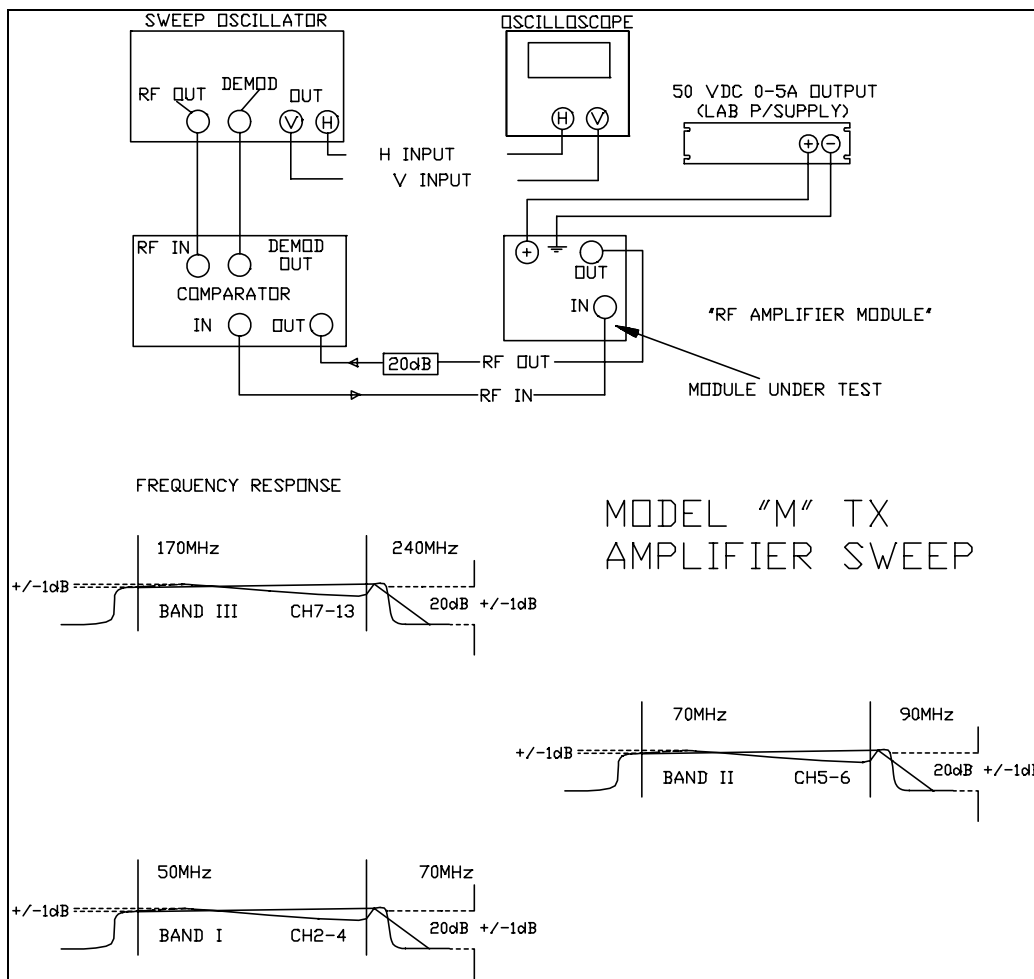 SWEEP OSCILLATOR
OSCILLOSCOPE
RF OUT
DEMOD
OUT
V
H
H
V
50 VDC 0-5A OUTPUT
(LAB P/SUPPLY)
+
-
H INPUT
V INPUT
RF IN
DEMOD
OUT
COMPARATOR
IN
OUT
+
OUT
IN
"RF AMPLIFIER MODULE"
20dB
RF OUT
RF IN
MODULE UNDER TEST
FREQUENCY RESPONSE
MODEL "M" TX
AMPLIFIER SWEEP
170MHz
240MHz
+/-1dB
BAND III
CH7-13
20dB +/-1dB
70MHz
90MHz
+/-1dB
BAND II
CH5-6
20dB +/-1dB
50MHz
70MHz
+/-1dB
BAND I
CH2-4
20dB +/-1dB